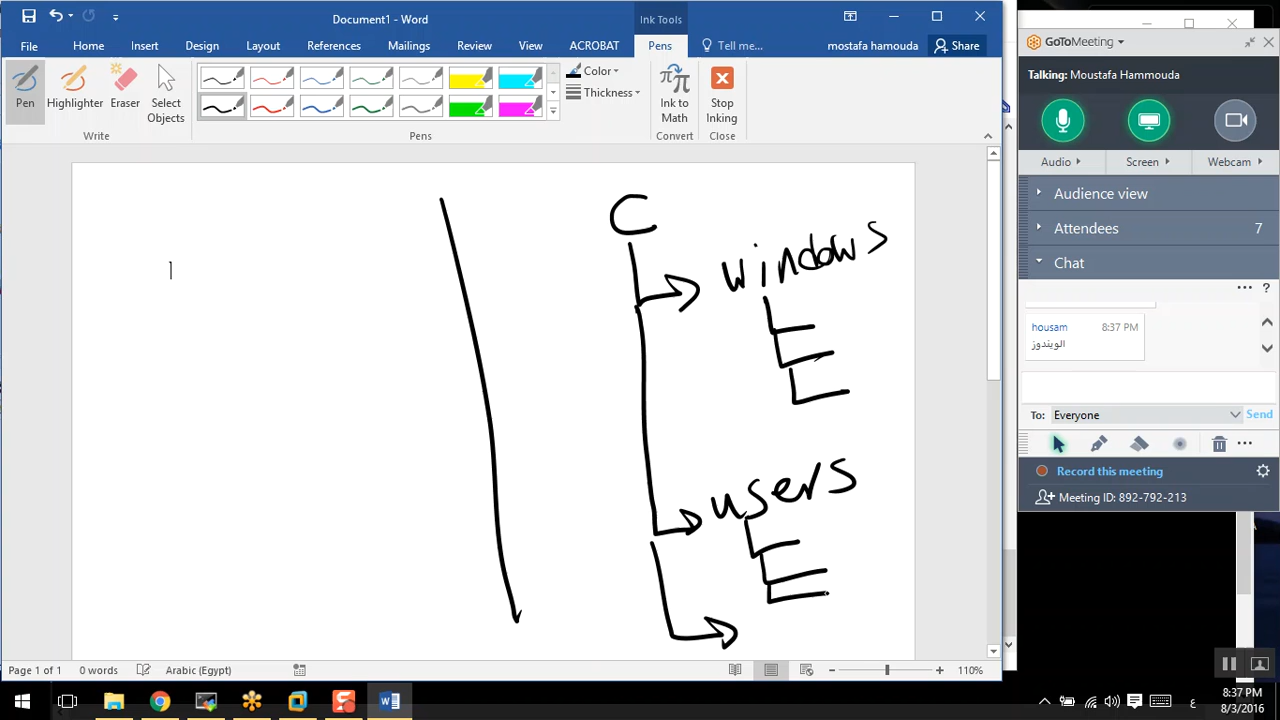 Document1 - Word
Ink Tools
File Home Insert Design Layout References Mailings Review View ACROBAT Pens Tell me... mostafa hamouda Share
Pen Highlighter Eraser Select Objects
Color
Thickness
Ink to Math Stop Inking
Write Pens Convert Close
C
windows
users
Page 1 of 1 0 words Arabic (Egypt) 110%
GoToMeeting
Talking: Moustafa Hammouda
Audio Screen Webcam
Audience view
Attendees 7
Chat
housam 8:37 PM
الويندوز
To: Everyone Send
Record this meeting
Meeting ID: 892-792-213
ع 8:37 PM
8/3/2016